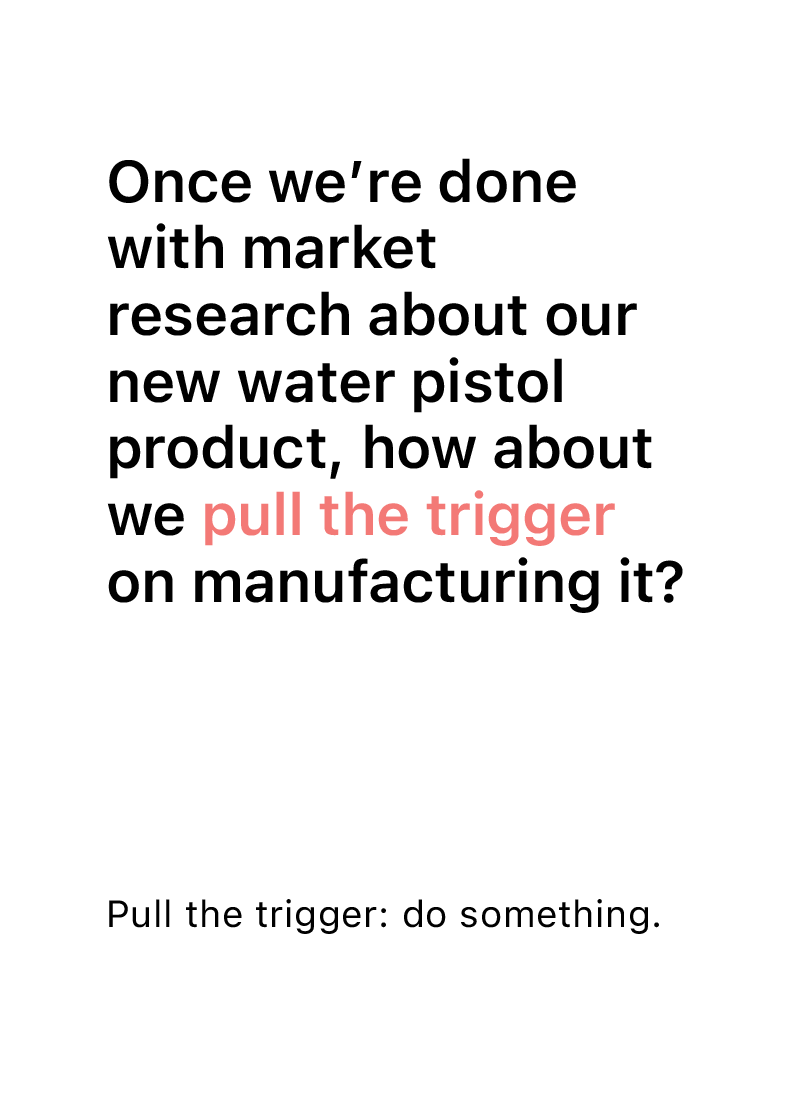 Once we’re done
with market
research about our
new water pistol
product, how about
we pull the trigger
on manufacturing it?
Pull the trigger: do something.